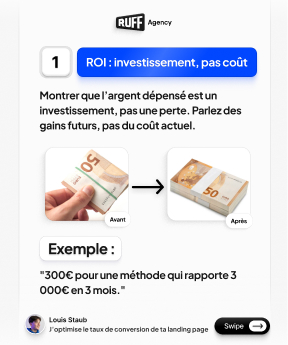 RUFF Agency
1
ROI : investissement, pas coût
Montrer que l'argent dépensé est un
investissement, pas une perte. Parlez des
gains futurs, pas du coût actuel.
50
Avant
50
Après
Exemple :
"300€ pour une méthode qui rapporte 3
000€ en 3 mois."
Louis Staub
J'optimise le taux de conversion de ta landing page
Swipe